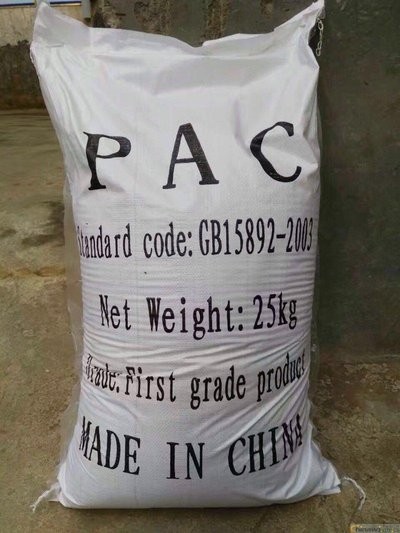 PAC
Standard code: GB15892-2003
Net Weight: 25kg
Grade: First grade product
MADE IN CHINA